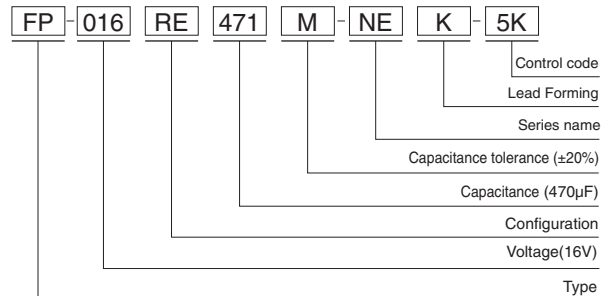 FP-016 RE 471 M-NE K-5K
Control code
Lead Forming
Series name
Capacitance tolerance (±20%)
Capacitance (470μF)
Configuration
Voltage(16V)
Type